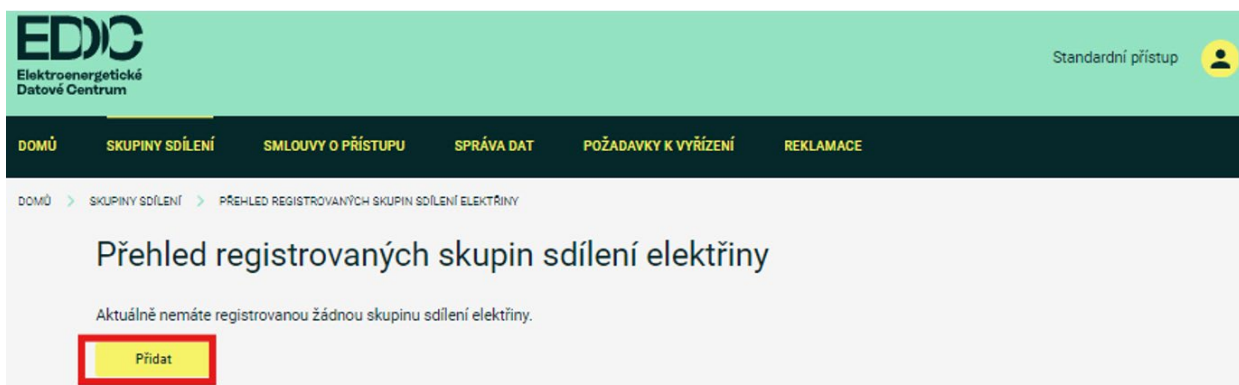 EDC
Elektroenergetické
Datové Centrum
Standardní přístup
DOMŮ SKUPINY SDÍLENÍ SMLOUVY O PŘÍSTUPU SPRÁVA DAT POŽADAVKY K VYŘÍZENÍ REKLAMACE
DOMŮ > SKUPINY SDÍLENÍ > PŘEHLED REGISTROVANÝCH SKUPIN SDÍLENÍ ELEKTŘINY
Přehled registrovaných skupin sdílení elektřiny
Aktuálně nemáte registrovanou žádnou skupinu sdílení elektřiny.
Přidat